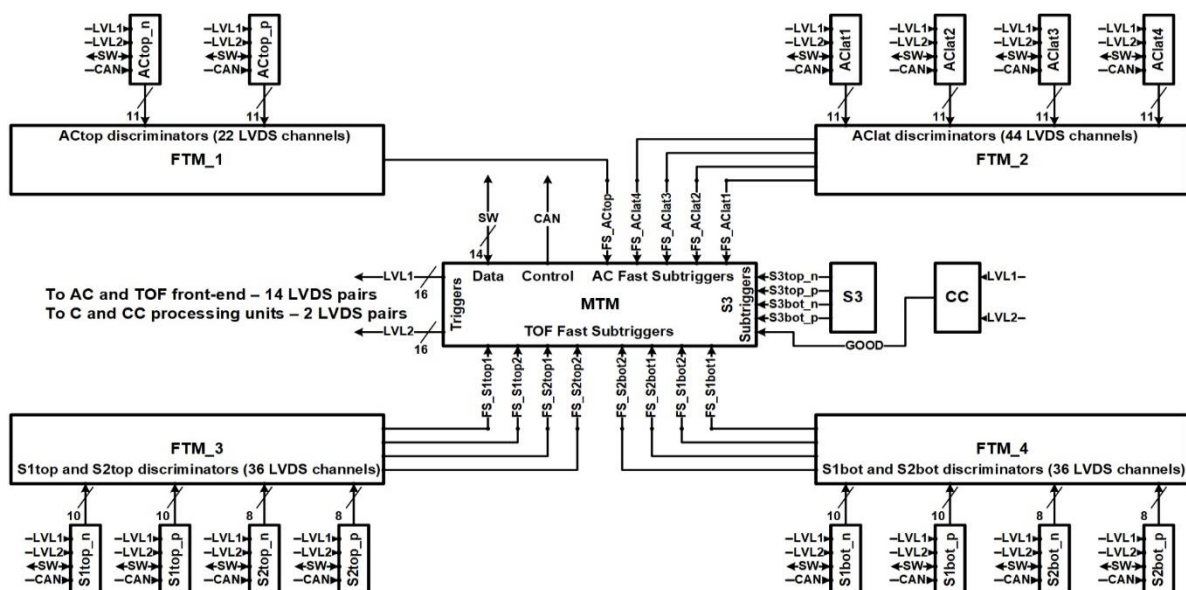 LVL1 LVL2 SW CAN ACtop_n
LVL1 LVL2 SW CAN ACtop_p
LVL1 LVL2 SW CAN AClat1
LVL1 LVL2 SW CAN AClat2
LVL1 LVL2 SW CAN AClat3
LVL1 LVL2 SW CAN AClat4
11 11
11 11 11 11
ACtop discriminators (22 LVDS channels)
FTM_1
AClat discriminators (44 LVDS channels)
FTM_2
SW
14
CAN
FS_ACtop
FS_AClat4
FS_AClat3
FS_AClat2
FS_AClat1
To AC and TOF front-end – 14 LVDS pairs
To C and CC processing units – 2 LVDS pairs
LVL1
16
LVL2
16
Triggers
Data
Control
AC Fast Subtriggers
MTM
TOF Fast Subtriggers
S3
Subtriggers
S3top_n
S3top_p
S3bot_n
S3bot_p
S3
CC
LVL1
LVL2
GOOD
FS_S1top1
FS_S1top2
FS_S2top1
FS_S2top2
FS_S2bot2
FS_S2bot1
FS_S1bot2
FS_S1bot1
FTM_3
S1top and S2top discriminators (36 LVDS channels)
FTM_4
S1bot and S2bot discriminators (36 LVDS channels)
10 10 8 8
10 10 8 8
LVL1 LVL2 SW CAN S1top_n
LVL1 LVL2 SW CAN S1top_p
LVL1 LVL2 SW CAN S2top_n
LVL1 LVL2 SW CAN S2top_p
LVL1 LVL2 SW CAN S1bot_n
LVL1 LVL2 SW CAN S1bot_p
LVL1 LVL2 SW CAN S2bot_n
LVL1 LVL2 SW CAN S2bot_p